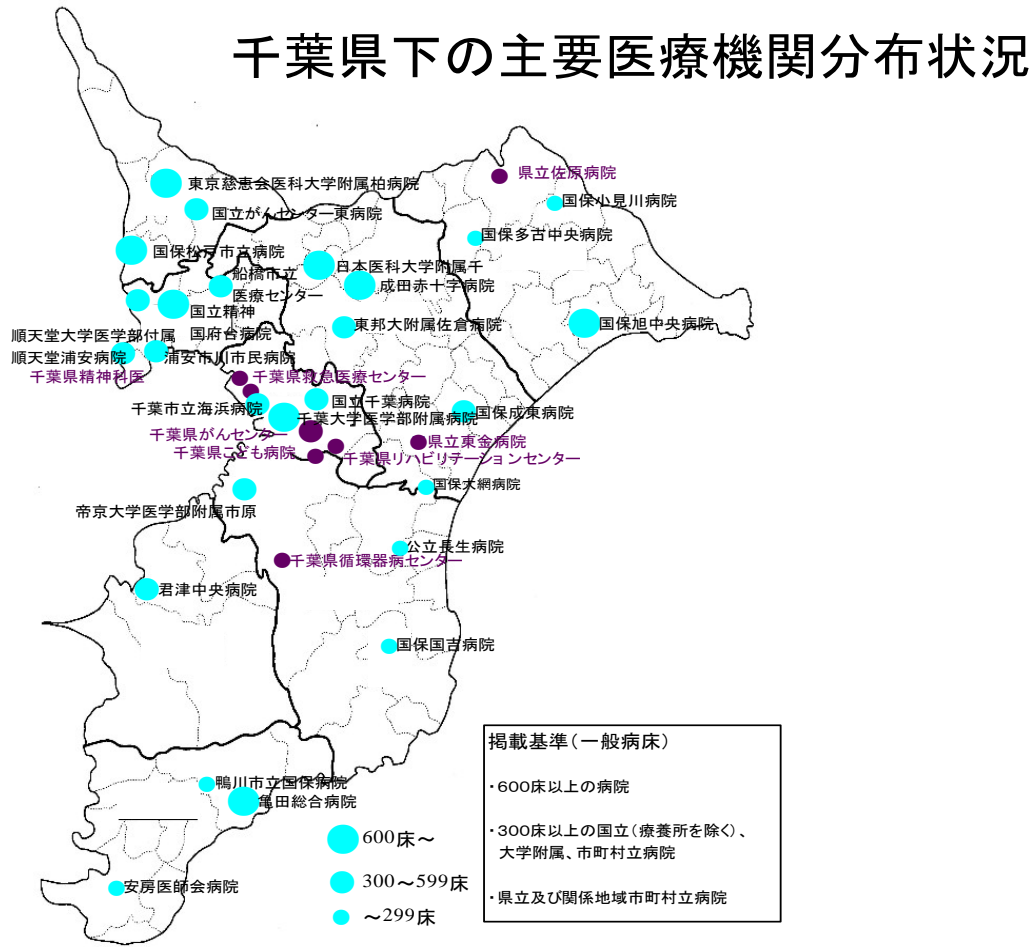 千葉県下の主要医療機関分布状況
県立佐原病院
東京慈恵会医科大学附属柏病院
国保小見川病院
国立がんセンター東病院
国保多古中央病院
国保松戸市立病院
日本医科大学附属千
船橋市立
医療センター
成田赤十字病院
国立精神
国府台病院
東邦大附属佐倉病院
国保旭中央病院
順天堂大学医学部付属
順天堂浦安病院
浦安市川市民病院
千葉県精神科医
千葉県救急医療センター
国立千葉病院
千葉市立海浜病院
千葉大学医学部附属病院
国保成東病院
千葉県がんセンター
県立東金病院
千葉県こども病院
千葉県リハビリテーションセンター
国保大網病院
帝京大学医学部附属市原
公立長生病院
千葉県循環器病センター
君津中央病院
国保国吉病院
鴨川市立国保病院
亀田総合病院
安房医師会病院
600床~
300~599床
~299床
掲載基準(一般病床)
・600床以上の病院
・300床以上の国立(療養所を除く)、
大学附属、市町村立病院
・県立及び関係地域市町村立病院